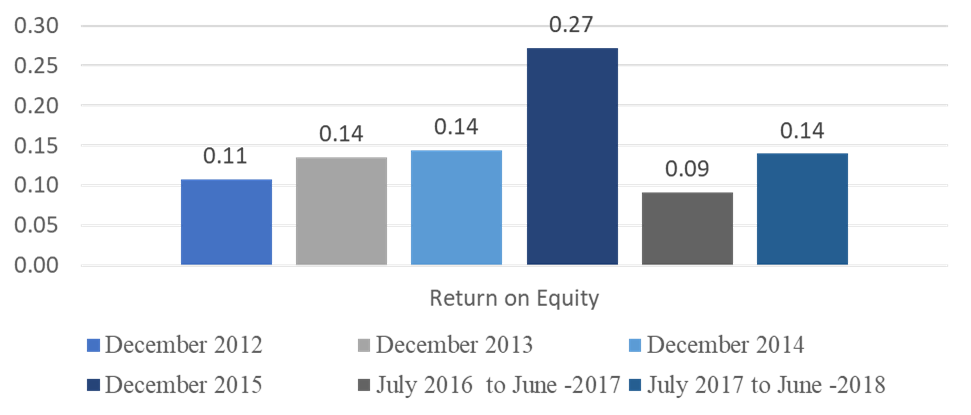 0.30
0.25
0.20
0.15
0.10
0.05
0.00
0.11
0.14
0.14
0.27
0.09
0.14
Return on Equity
December 2012
December 2013
December 2014
December 2015
July 2016 to June -2017
July 2017 to June -2018